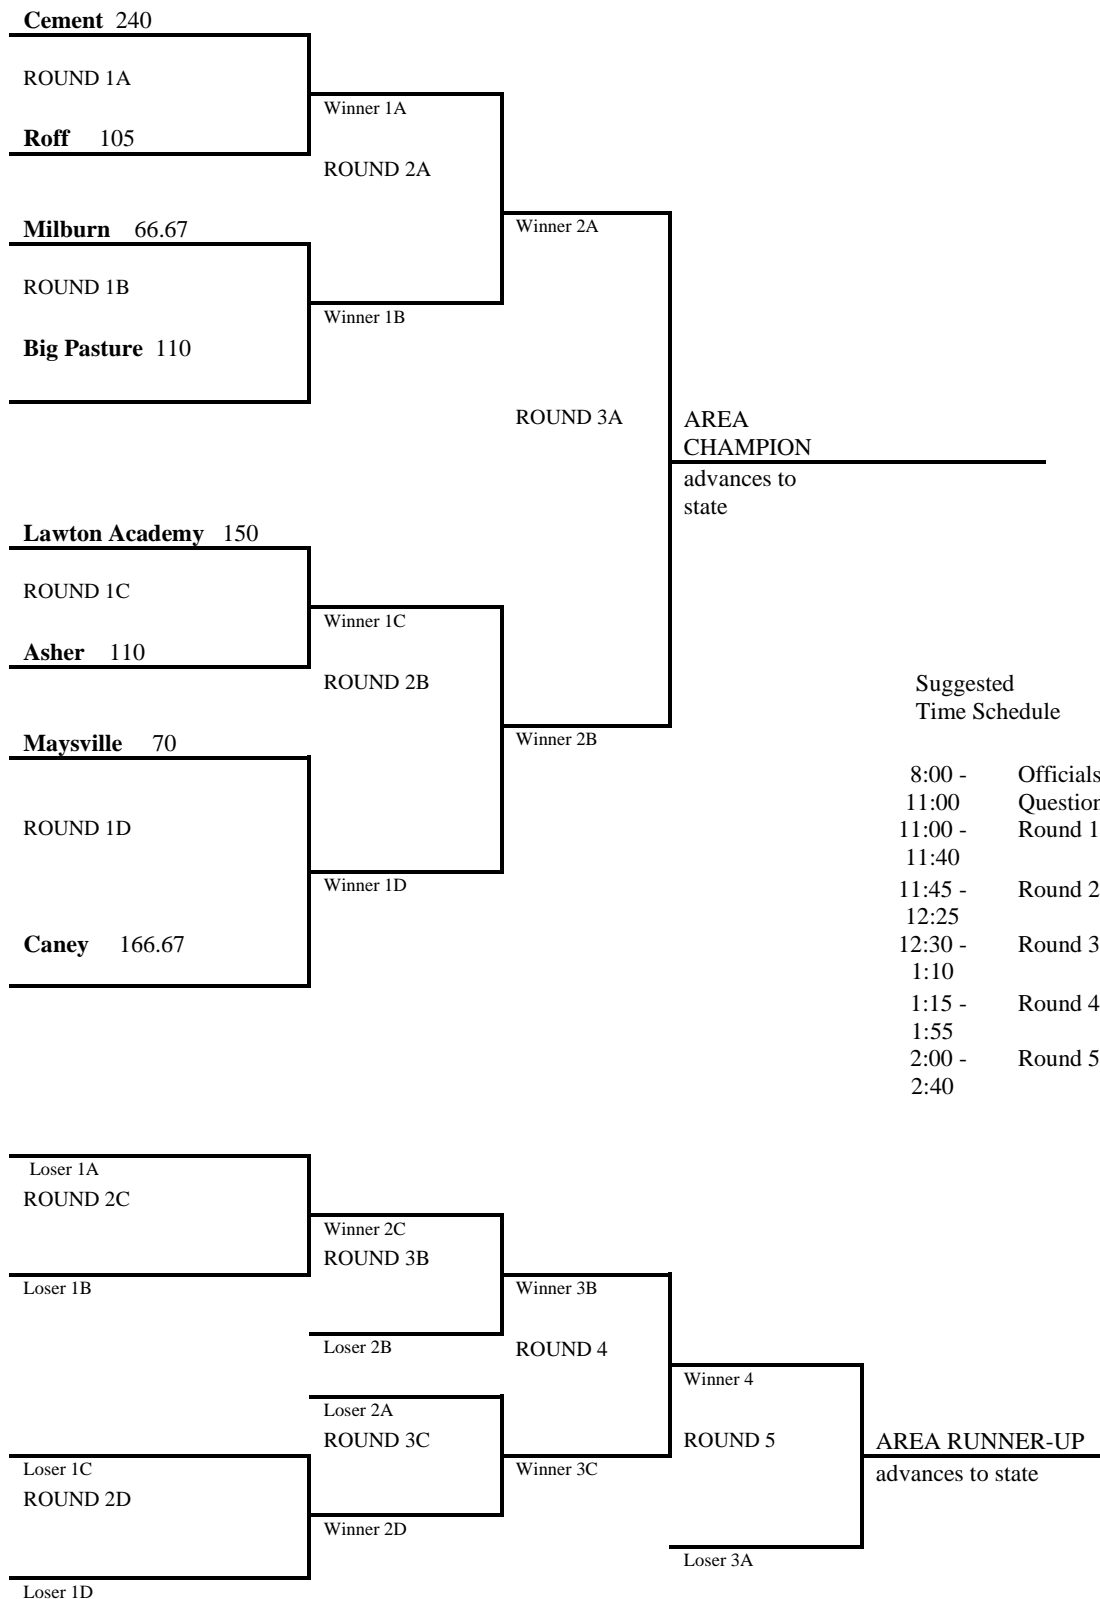 Cement 240
ROUND 1A
Winner 1A
Roff 105
ROUND 2A
Milburn 66.67
Winner 2A
ROUND 1B
Winner 1B
Big Pasture 110
ROUND 3A
AREA
CHAMPION
advances to
state
Lawton Academy 150
ROUND 1C
Winner 1C
Asher 110
ROUND 2B
Maysville 70
Winner 2B
ROUND 1D
Winner 1D
Caney 166.67
Suggested
Time Schedule
8:00 - Officials
11:00 Question
11:00 - Round 1
11:40
11:45 - Round 2
12:25
12:30 - Round 3
1:10
1:15 - Round 4
1:55
2:00 - Round 5
2:40
Loser 1A
ROUND 2C
Winner 2C
ROUND 3B
Loser 1B
Winner 3B
Loser 2B
ROUND 4
Winner 4
Loser 2A
ROUND 3C
ROUND 5
AREA RUNNER-UP
Loser 1C
Winner 3C
advances to state
ROUND 2D
Winner 2D
Loser 3A
Loser 1D